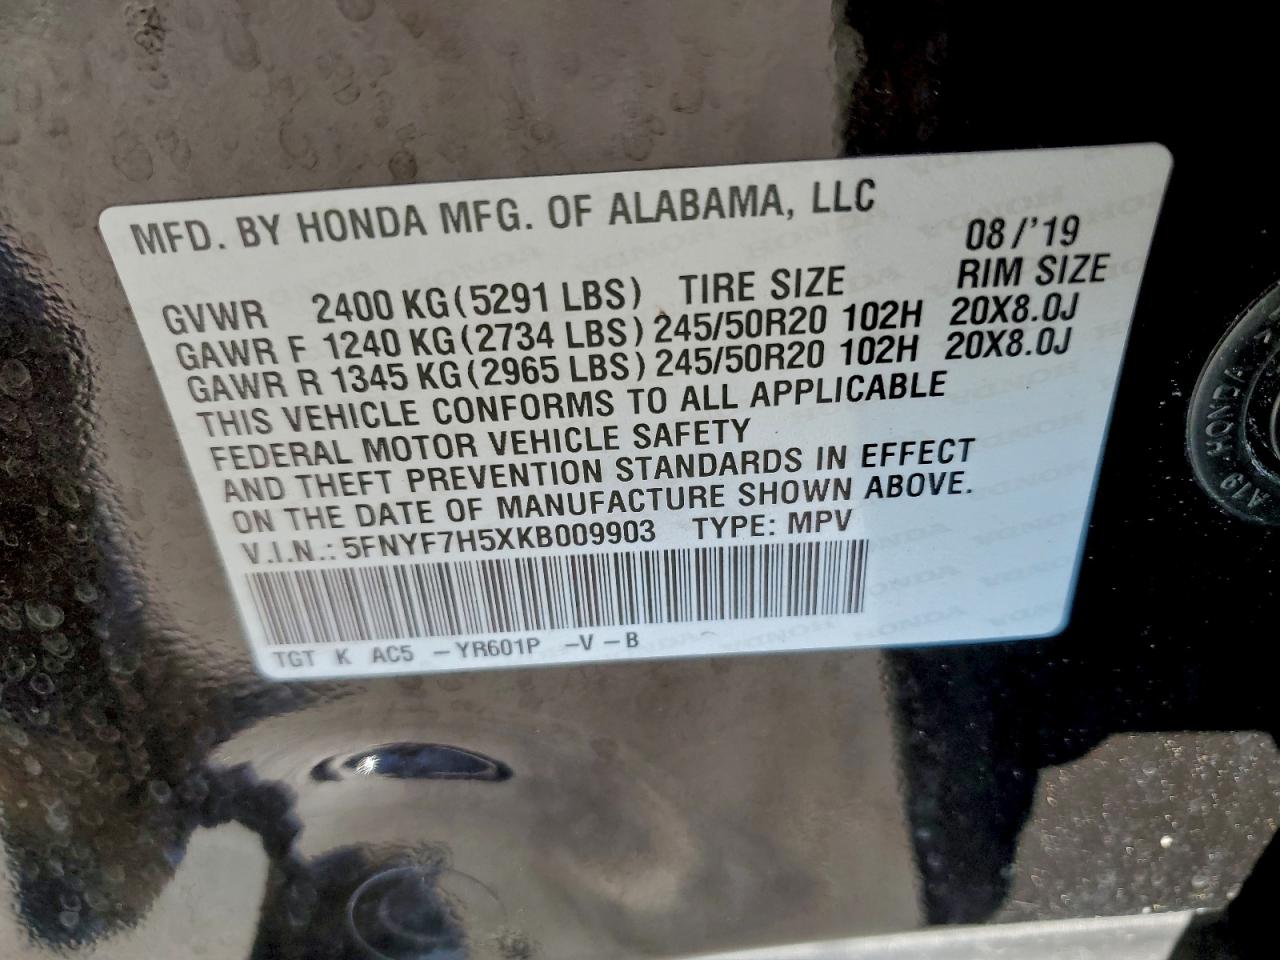 MFD. BY HONDA MFG. OF ALABAMA, LLC
08/'19
GVWR 2400 KG(5291 LBS) TIRE SIZE RIM SIZE
GAWR F 1240 KG(2734 LBS) 245/50R20 102H 20X8.0J
GAWR R 1345 KG(2965 LBS) 245/50R20 102H 20X8.0J
THIS VEHICLE CONFORMS TO ALL APPLICABLE
FEDERAL MOTOR VEHICLE SAFETY
AND THEFT PREVENTION STANDARDS IN EFFECT
ON THE DATE OF MANUFACTURE SHOWN ABOVE.
V.I.N.: 5FNYF7H5XKB009903 TYPE: MPV
TGT K AC5 -YR601P -V-B
A79 HONDA